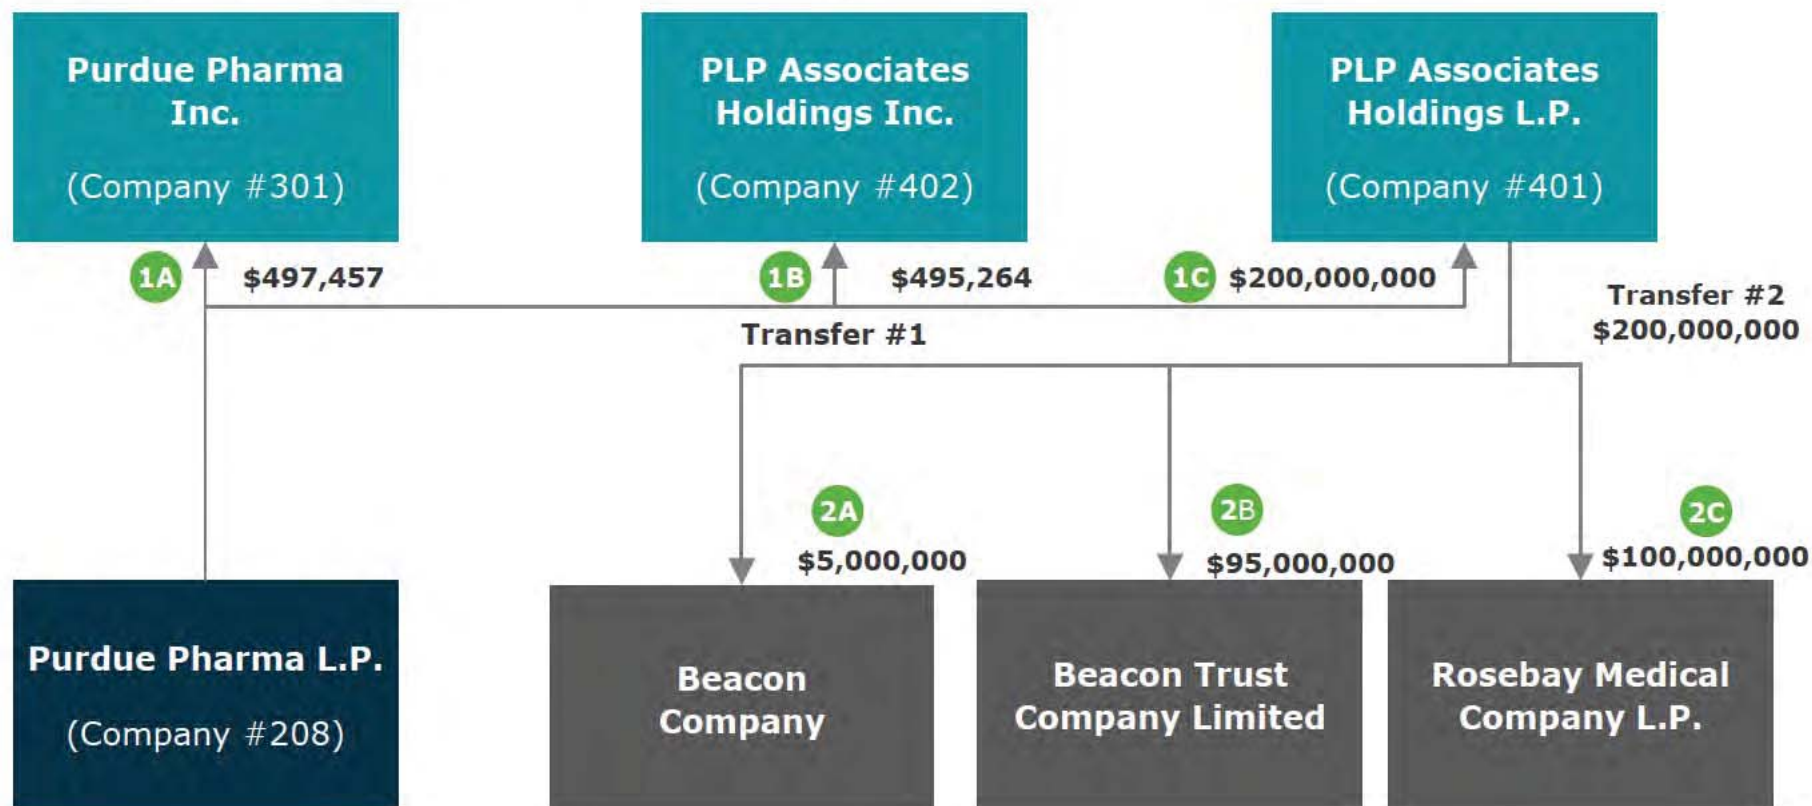 Purdue Pharma
Inc.
(Company #301)
PLP Associates
Holdings Inc.
(Company #402)
PLP Associates
Holdings L.P.
(Company #401)
1A
$497,457
1B
$495,264
1C
$200,000,000
Transfer #1
Transfer #2
$200,000,000
2A
$5,000,000
2B
$95,000,000
2C
$100,000,000
Purdue Pharma L.P.
(Company #208)
Beacon
Company
Beacon Trust
Company Limited
Rosebay Medical
Company L.P.